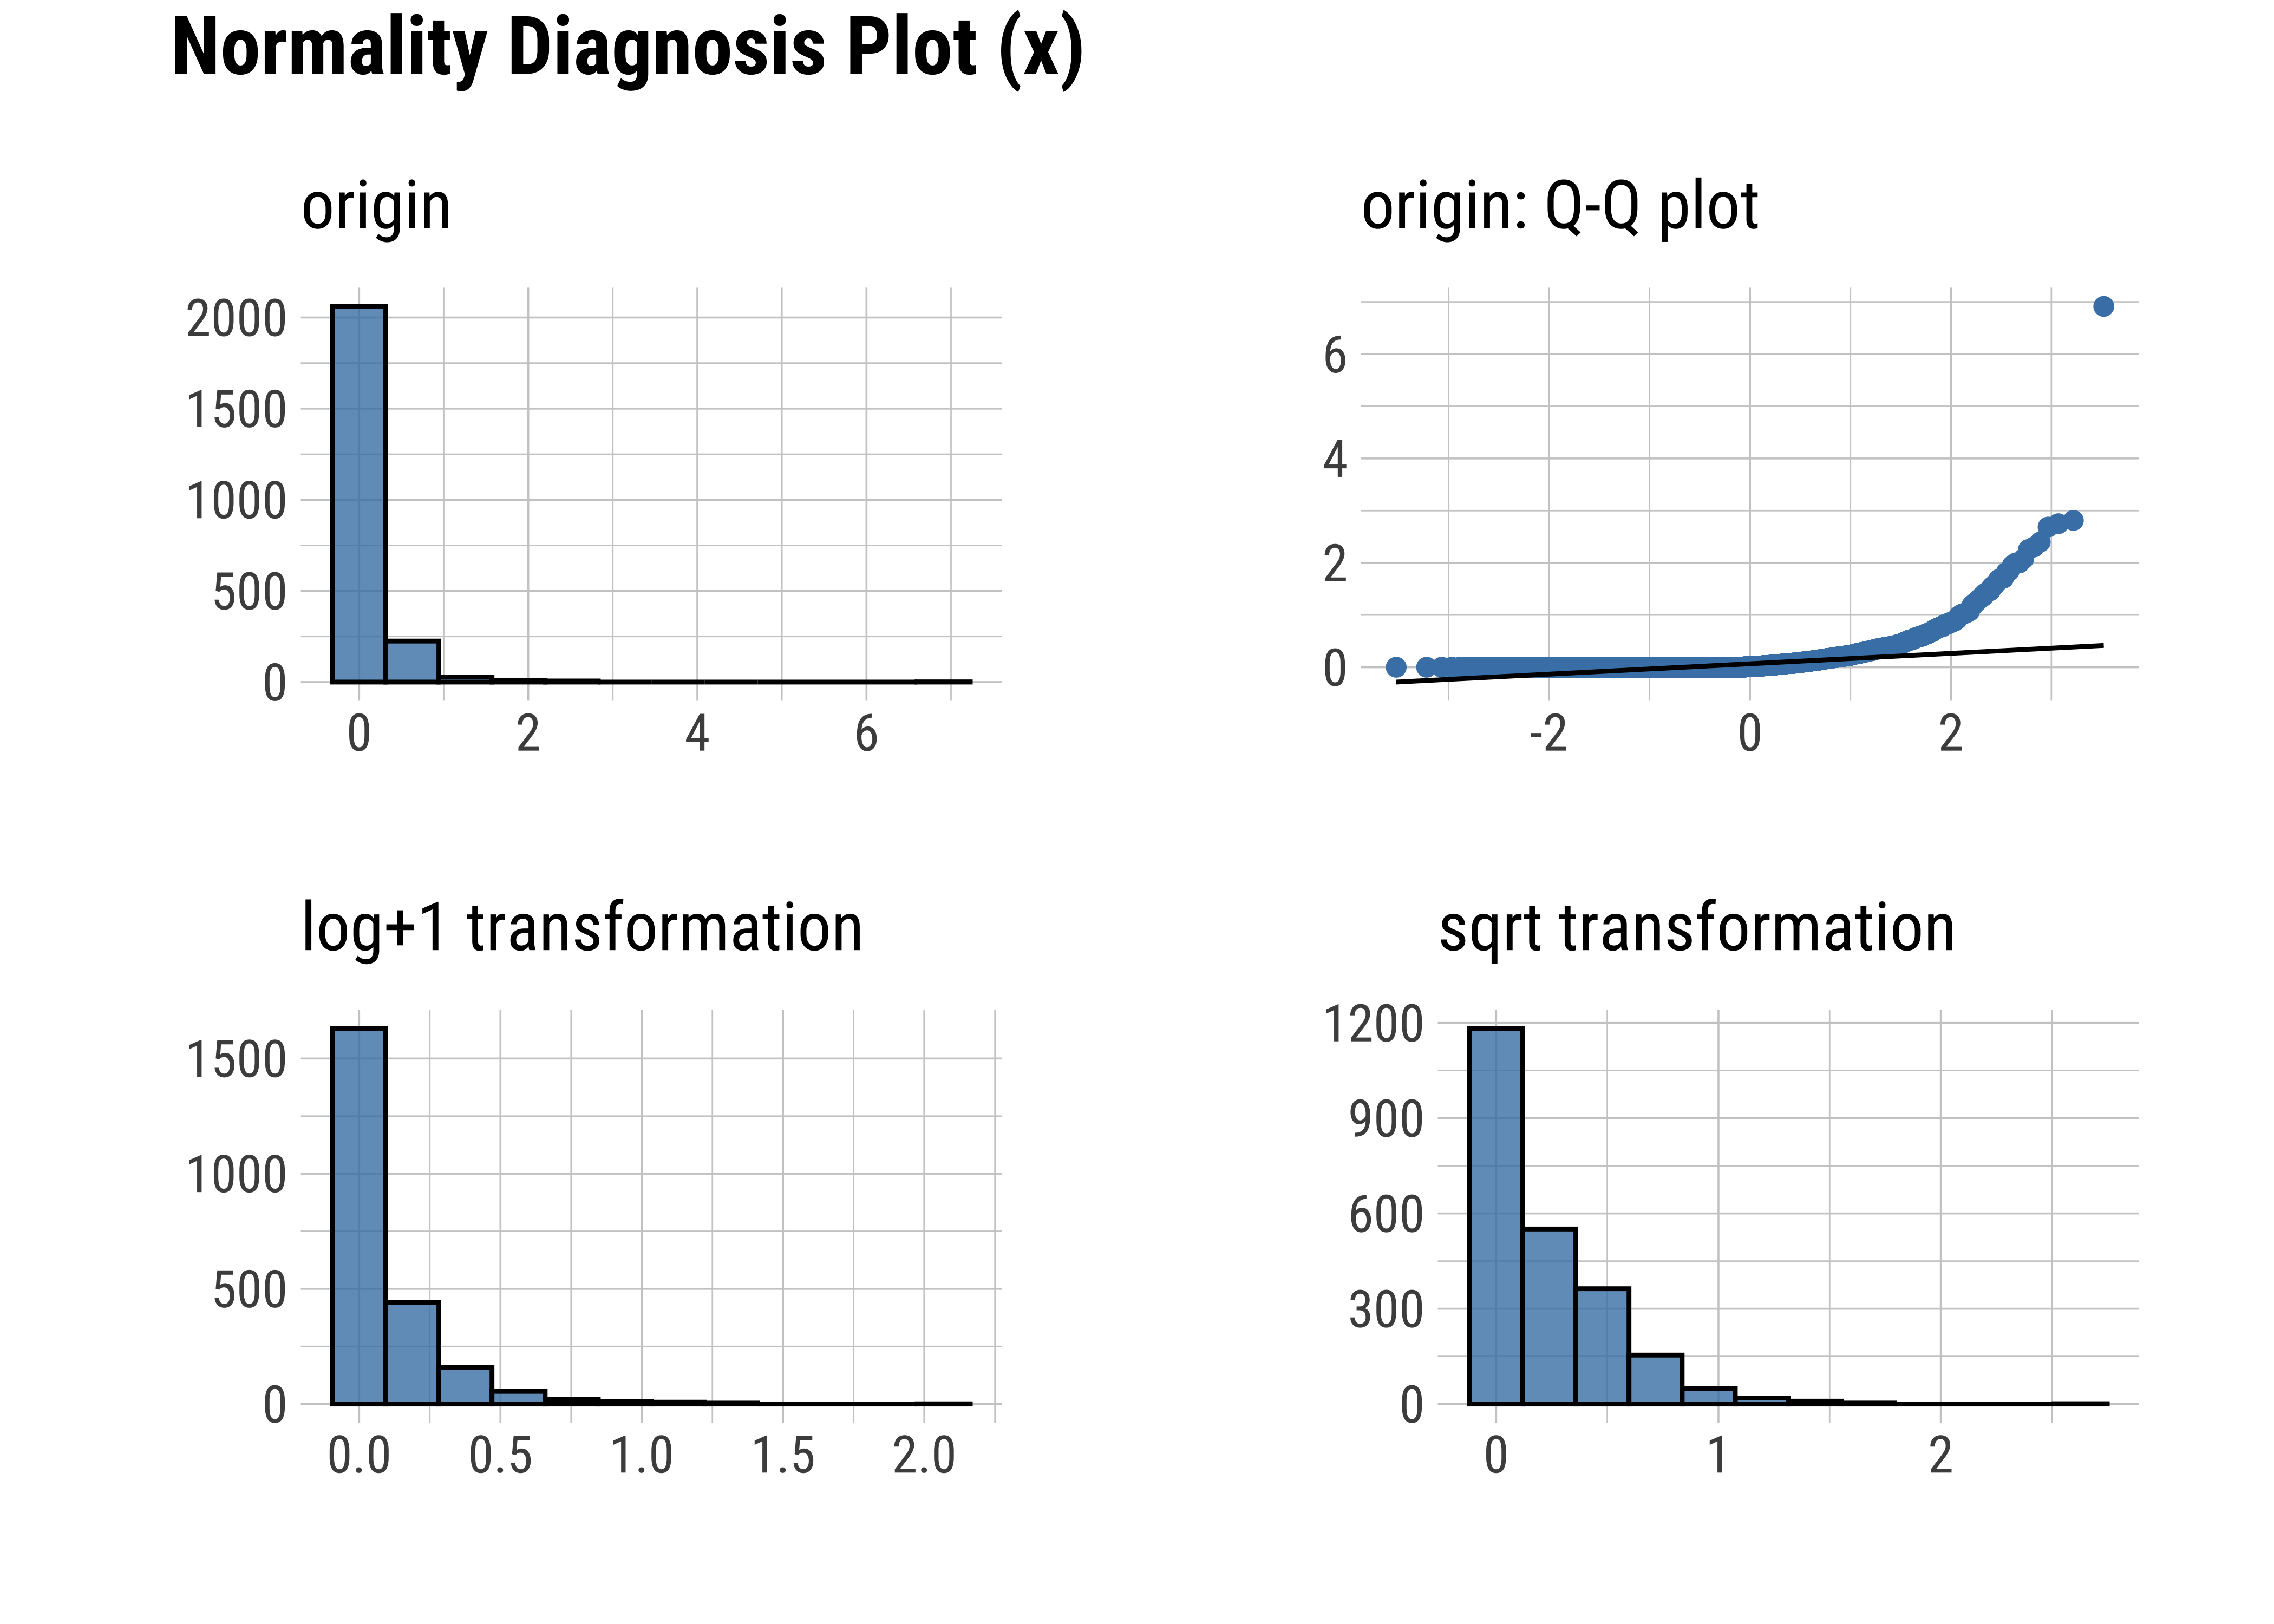 Normality Diagnosis Plot (x)
origin
2000
1500
1000
500
0
0 2 4 6
origin: Q-Q plot
6
4
2
0
-2 0 2
log+1 transformation
1500
1000
500
0
0.0 0.5 1.0 1.5 2.0
sqrt transformation
1200
900
600
300
0
0 1 2